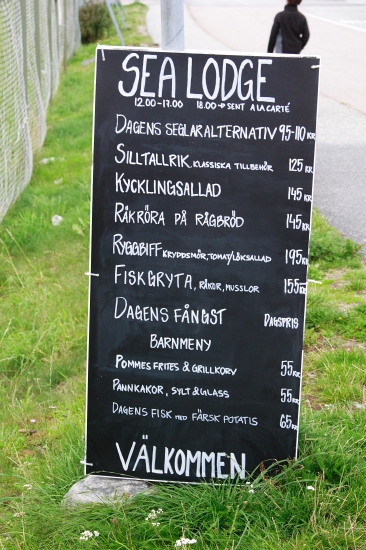 SEA LODGE
12.00-17.00 18.00→SENT A LA CARTÉ
DAGENS SEGLARALTERNATIV 95-110 KR
SILLTALLRIK, KLASSISKA TILLBEHÖR 125 KR
KYCKLINGSALLAD 145 KR
RÄKRÖRA PÅ RÅGBRÖD 145 KR
RYGGBIFF KRYDDSMÖR, TOMAT/LÖKSALLAD 195 KR
FISKGRYTA, RÄKOR, MUSSLOR 155 KR
DAGENS FÅNGST DAGSPRIS
BARNMENY
POMMES FRITES & GRILLKORV 55 KR
PANNKAKOR, SYLT & GLASS 55 KR
DAGENS FISK MED FÄRSK POTATIS 65 KR
VÄLKOMMEN